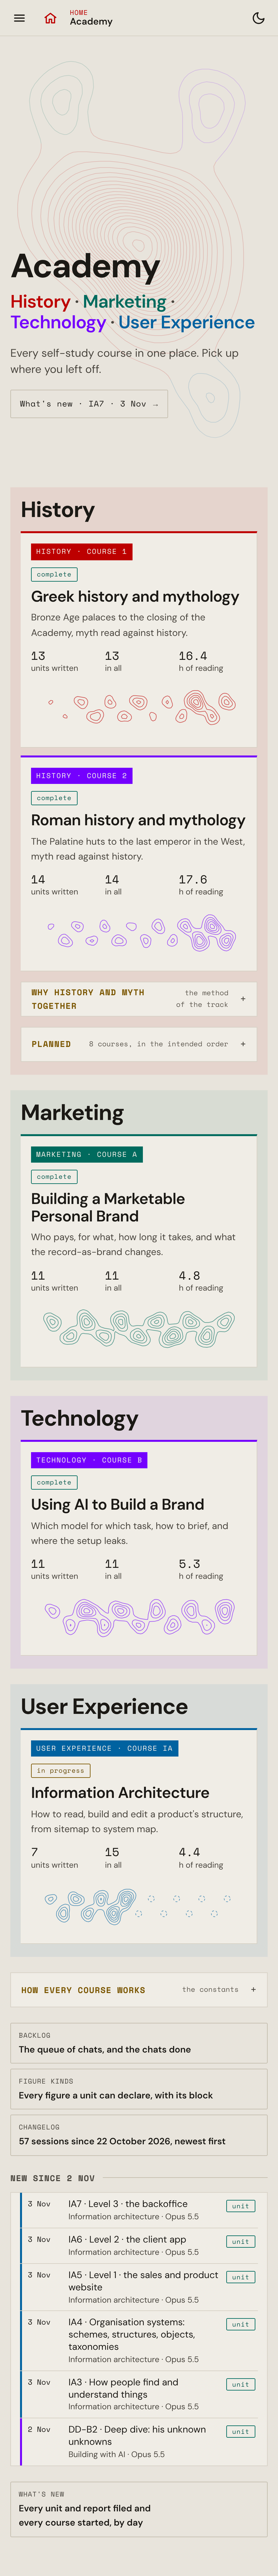 HOME
Academy
Academy
History · Marketing ·
Technology · User Experience
Every self-study course in one place. Pick up
where you left off.
What's new · IA7 · 3 Nov →
History
HISTORY · COURSE 1
complete
Greek history and mythology
Bronze Age palaces to the closing of the
Academy, myth read against history.
13 13 16.4
units written in all h of reading
HISTORY · COURSE 2
complete
Roman history and mythology
The Palatine huts to the last emperor in the West,
myth read against history.
14 14 17.6
units written in all h of reading
WHY HISTORY AND MYTH
TOGETHER
the method
of the track
+
PLANNED 8 courses, in the intended order +
Marketing
MARKETING · COURSE A
complete
Building a Marketable
Personal Brand
Who pays, for what, how long it takes, and what
the record-as-brand changes.
11 11 4.8
units written in all h of reading
Technology
TECHNOLOGY · COURSE B
complete
Using AI to Build a Brand
Which model for which task, how to brief, and
where the setup leaks.
11 11 5.3
units written in all h of reading
User Experience
USER EXPERIENCE · COURSE IA
in progress
Information Architecture
How to read, build and edit a product's structure,
from sitemap to system map.
7 15 4.4
units written in all h of reading
HOW EVERY COURSE WORKS the constants +
BACKLOG
The queue of chats, and the chats done
FIGURE KINDS
Every figure a unit can declare, with its block
CHANGELOG
57 sessions since 22 October 2026, newest first
NEW SINCE 2 NOV
3 Nov IA7 · Level 3 · the backoffice unit
Information architecture · Opus 5.5
3 Nov IA6 · Level 2 · the client app unit
Information architecture · Opus 5.5
3 Nov IA5 · Level 1 · the sales and product unit
website
Information architecture · Opus 5.5
3 Nov IA4 · Organisation systems: unit
schemes, structures, objects,
taxonomies
Information architecture · Opus 5.5
3 Nov IA3 · How people find and unit
understand things
Information architecture · Opus 5.5
2 Nov DD-B2 · Deep dive: his unknown unit
unknowns
Building with AI · Opus 5.5
WHAT'S NEW
Every unit and report filed and
every course started, by day